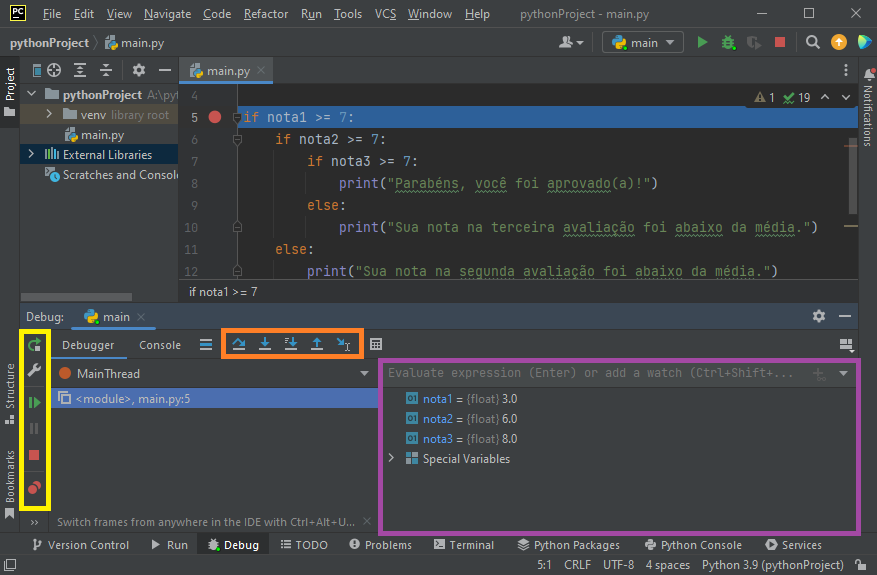 PC File Edit View Navigate Code Refactor Run Tools VCS Window Help pythonProject - main.py
pythonProject main.py main
Project
main.py
pythonProject A:\pyt
venv library root
main.py
External Libraries
Scratches and Consol
4
5 if nota1 >= 7:
6 if nota2 >= 7:
7 if nota3 >= 7:
8 print("Parabéns, você foi aprovado(a)!")
9 else:
10 print("Sua nota na terceira avaliação foi abaixo da média.")
11 else:
12 print("Sua nota na segunda avaliação foi abaixo da média.")
1 19
Notifications
if nota1 >= 7
Debug: main
Debugger Console
MainThread
<module>, main.py:5
Evaluate expression (Enter) or add a watch (Ctrl+Shift+...
01 nota1 = {float} 3.0
01 nota2 = {float} 6.0
01 nota3 = {float} 8.0
Special Variables
Structure
Bookmarks
Switch frames from anywhere in the IDE with Ctrl+Alt+U...
Version Control Run Debug TODO Problems Terminal Python Packages Python Console Services
5:1 CRLF UTF-8 4 spaces Python 3.9 (pythonProject)